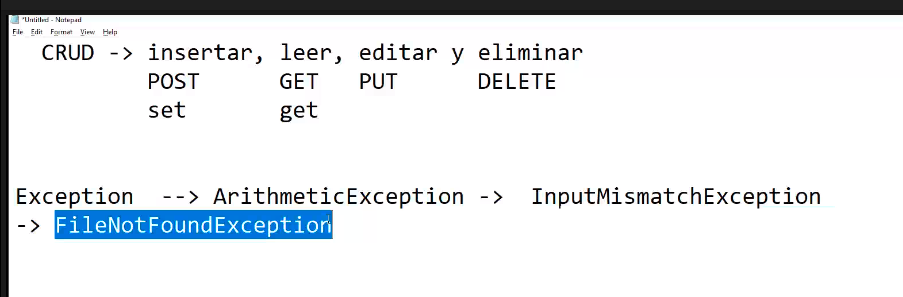 *Untitled - Notepad
File Edit Format View Help
CRUD -> insertar, leer, editar y eliminar
POST GET PUT DELETE
set get
Exception --> ArithmeticException -> InputMismatchException
-> FileNotFoundException